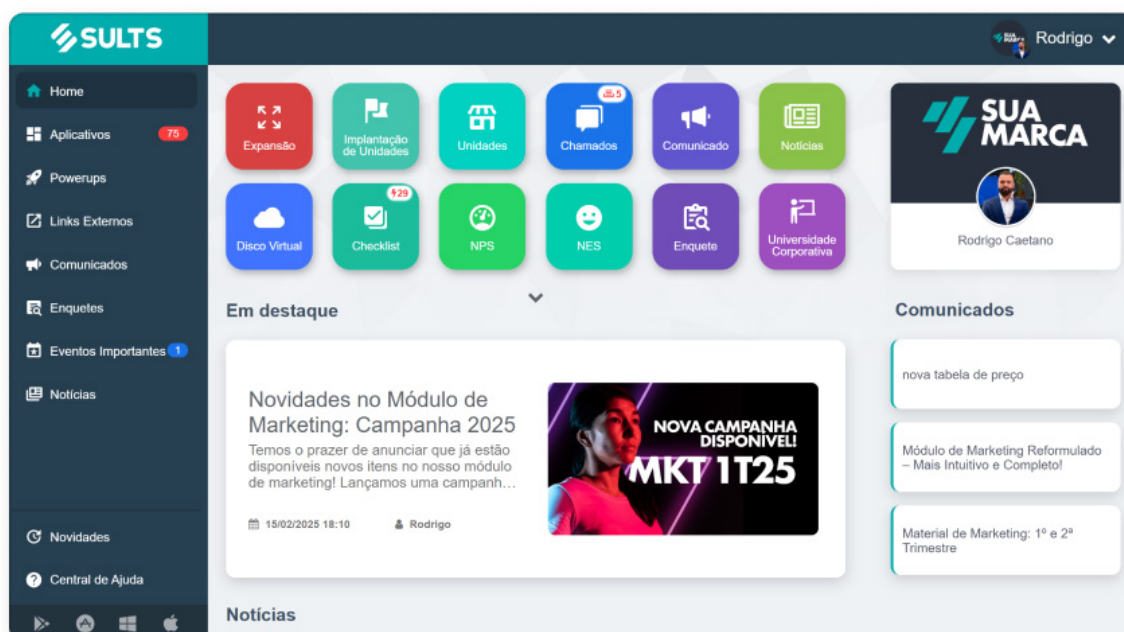 SULTS
SUA MARCA
Rodrigo
Home
Aplicativos
75
Powerups
Links Externos
Comunicados
Enquetes
Eventos Importantes
1
Notícias
Novidades
Central de Ajuda
Expansão
Implantação
de Unidades
Unidades
5
Chamados
Comunicado
Notícias
Disco Virtual
29
Checklist
NPS
NES
Enquete
Universidade
Corporativa
Em destaque
Novidades no Módulo de
Marketing: Campanha 2025
Temos o prazer de anunciar que já estão
disponíveis novos itens no nosso módulo
de marketing! Lançamos uma campanh...
15/02/2025 18:10
Rodrigo
NOVA CAMPANHA
DISPONÍVEL!
MKT 1T25
Notícias
SUA
MARCA
Rodrigo Caetano
Comunicados
nova tabela de preço
Módulo de Marketing Reformulado
– Mais Intuitivo e Completo!
Material de Marketing: 1º e 2ª
Trimestre